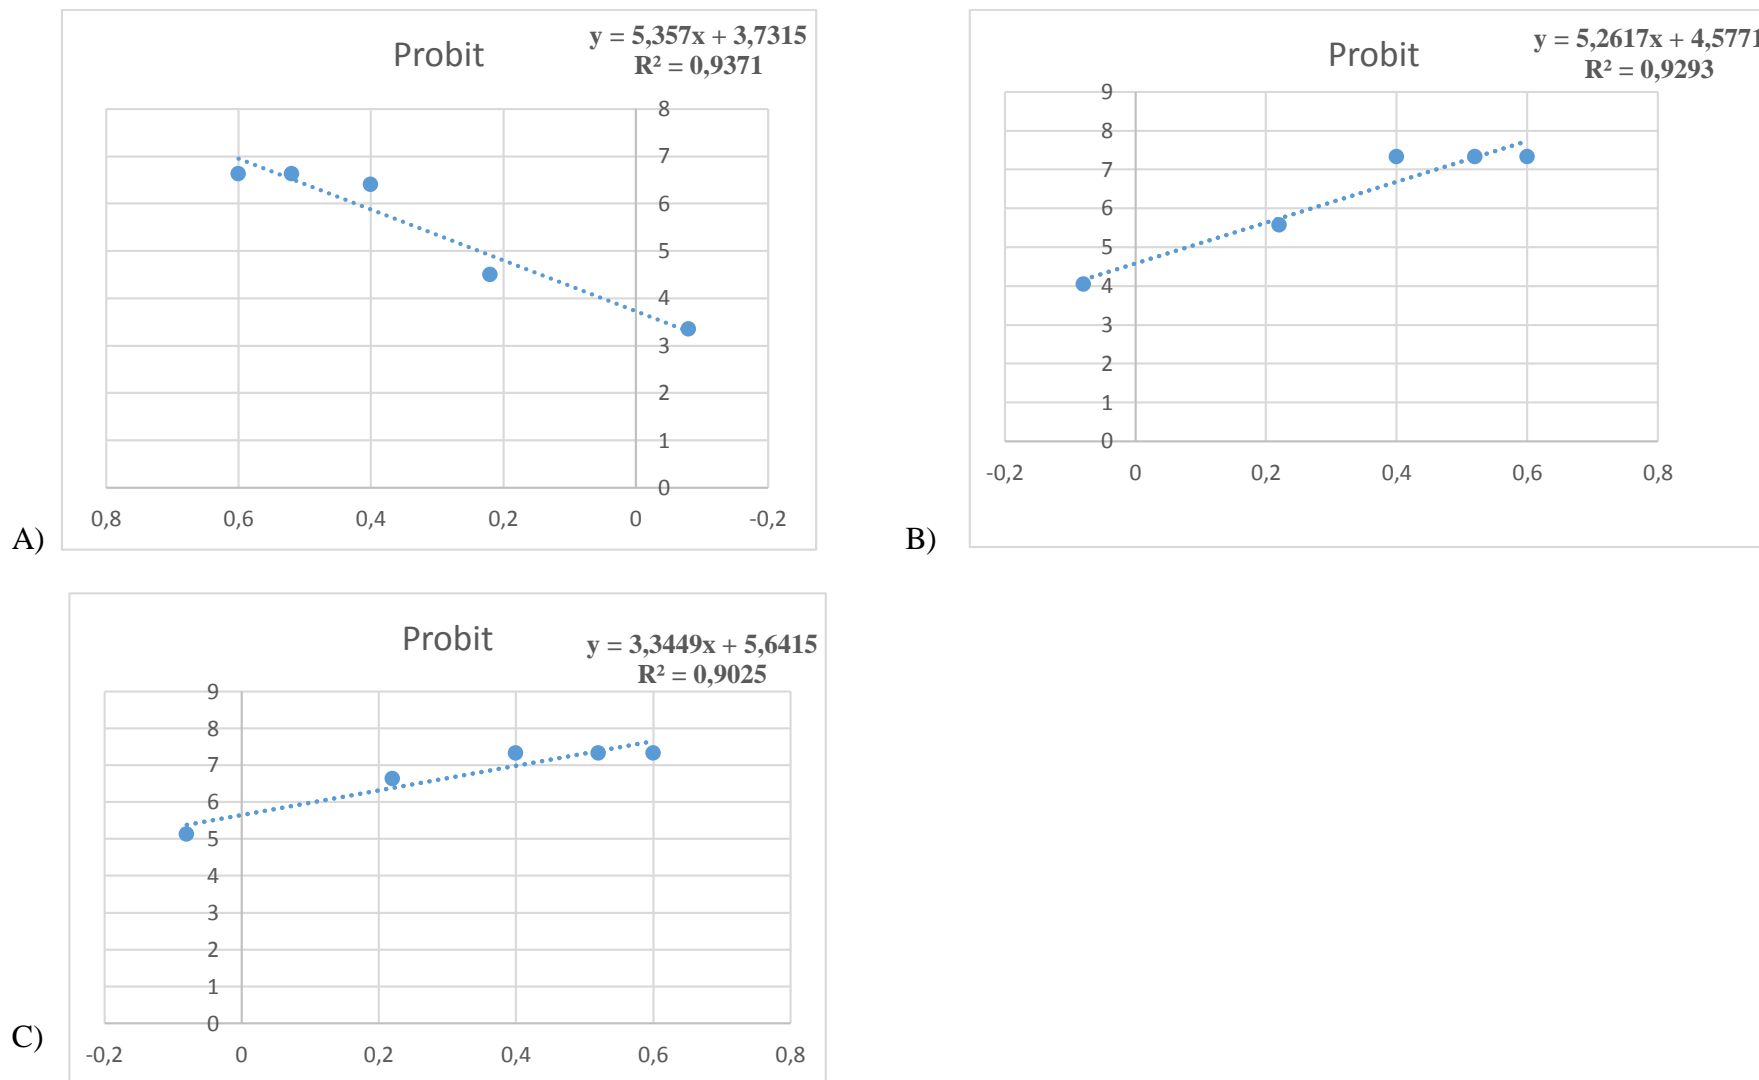 Probit
y = 5,357x + 3,7315
R² = 0,9371
8
7
6
5
4
3
2
1
0
0,8 0,6 0,4 0,2 0 -0,2
A)
Probit
y = 5,2617x + 4,5771
R² = 0,9293
9
8
7
6
5
4
3
2
1
0
-0,2 0 0,2 0,4 0,6 0,8
B)
Probit
y = 3,3449x + 5,6415
R² = 0,9025
9
8
7
6
5
4
3
2
1
0
-0,2 0 0,2 0,4 0,6 0,8
C)